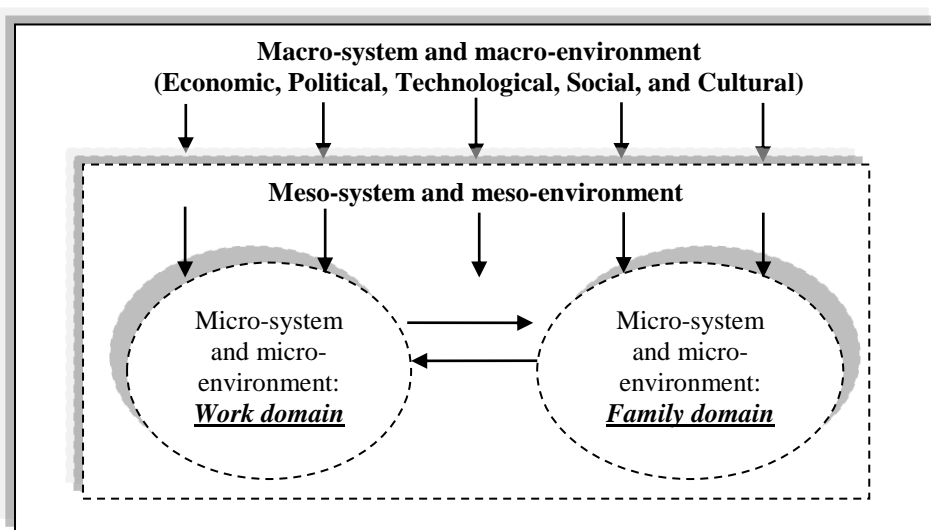 Macro-system and macro-environment
(Economic, Political, Technological, Social, and Cultural)
Meso-system and meso-environment
Micro-system
and micro-
environment:
Work domain
Micro-system
and micro-
environment:
Family domain